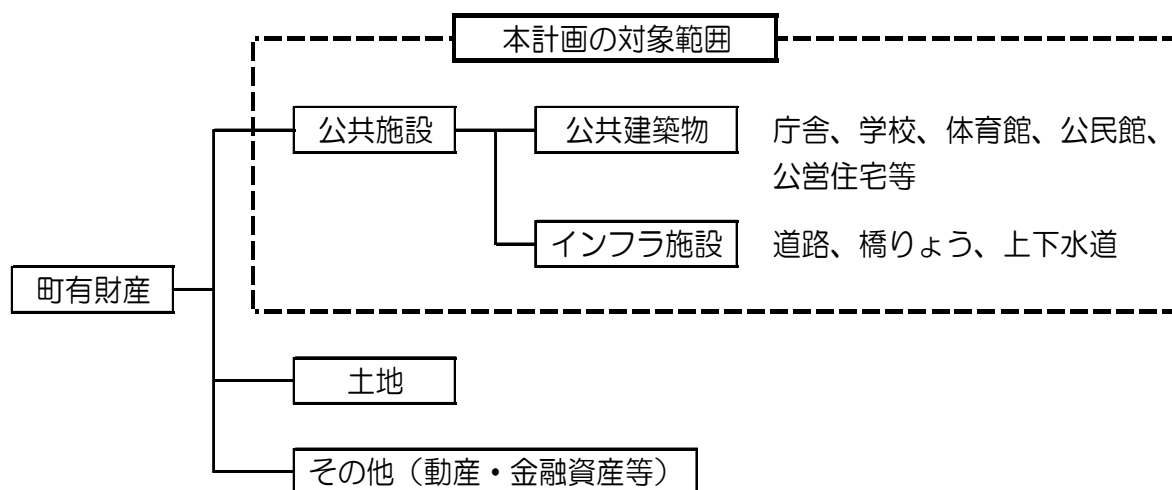 本計画の対象範囲
公共施設
公共建築物
庁舎、学校、体育館、公民館、
公営住宅等
インフラ施設
道路、橋りょう、上下水道
町有財産
土地
その他（動産・金融資産等）